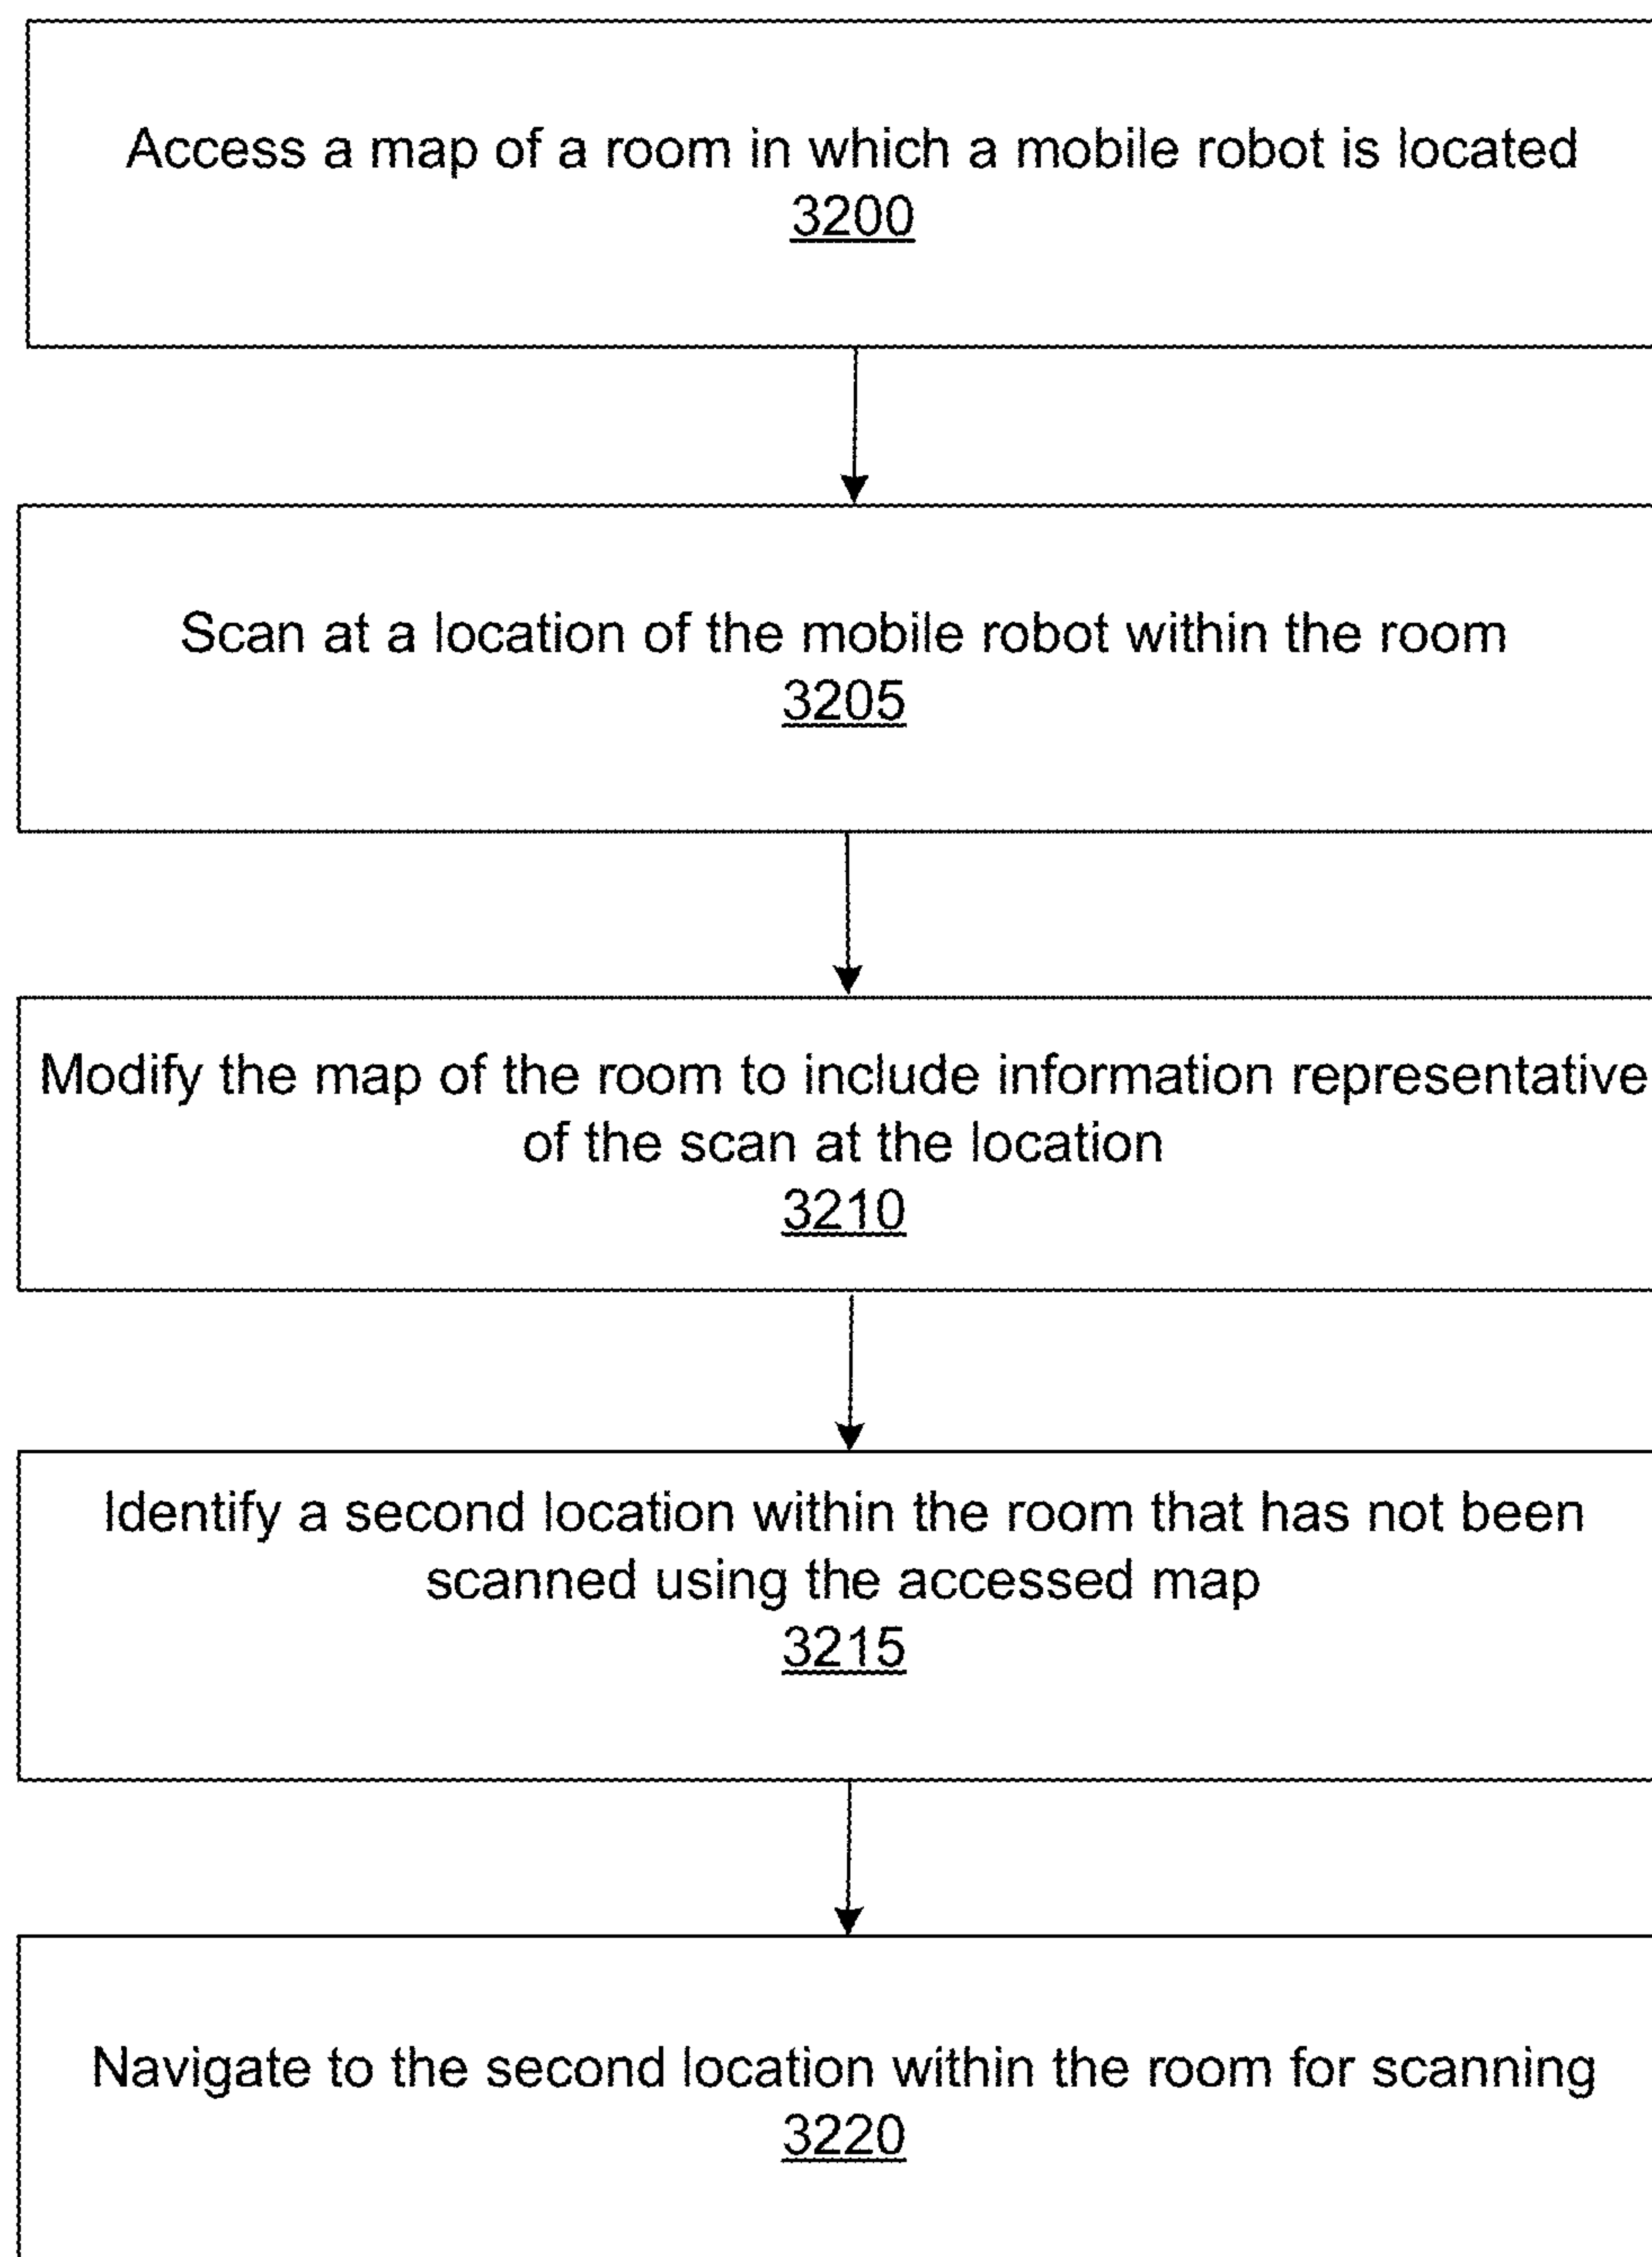 Access a map of a room in which a mobile robot is located
3200
Scan at a location of the mobile robot within the room
3205
Modify the map of the room to include information representative
of the scan at the location
3210
Identify a second location within the room that has not been
scanned using the accessed map
3215
Navigate to the second location within the room for scanning
3220